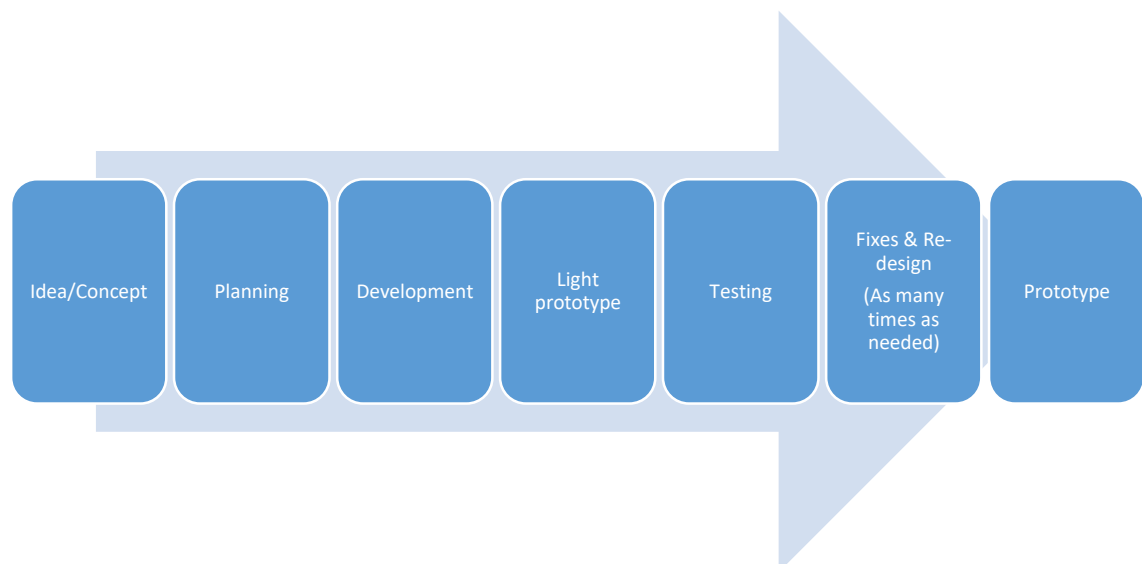 Idea/Concept
Planning
Development
Light
prototype
Testing
Fixes & Re-
design
(As many
times as
needed)
Prototype